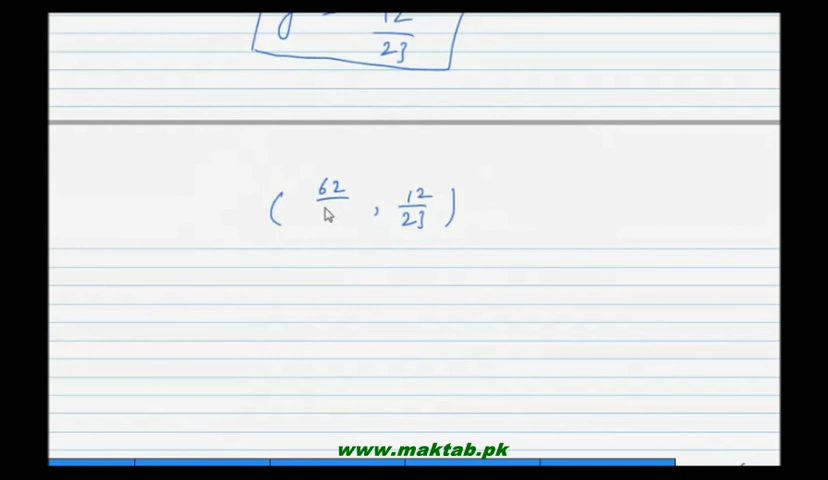 y = 12/23
( 62/ , 12/23 )
www.maktab.pk